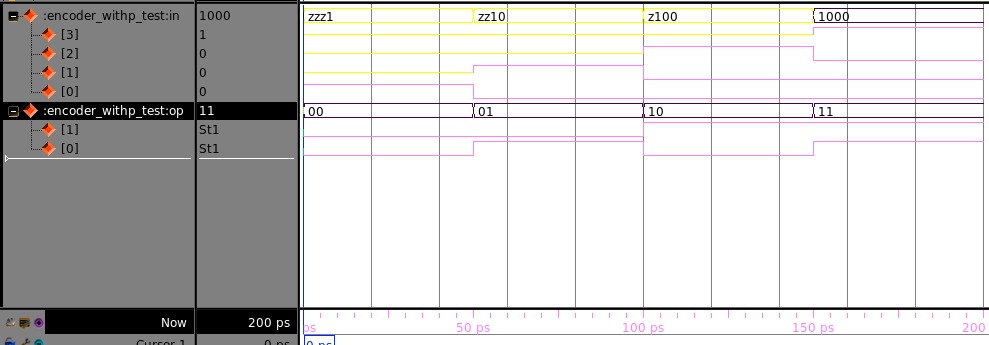 :encoder_withp_test:in 1000 zzz1 zz10 z100 1000
[3] 1
[2] 0
[1] 0
[0] 0
:encoder_withp_test:op 11 00 01 10 11
[1] St1
[0] St1
Now 200 ps ps 50 ps 100 ps 150 ps 200
Cursor 1 0 ps 0 ps